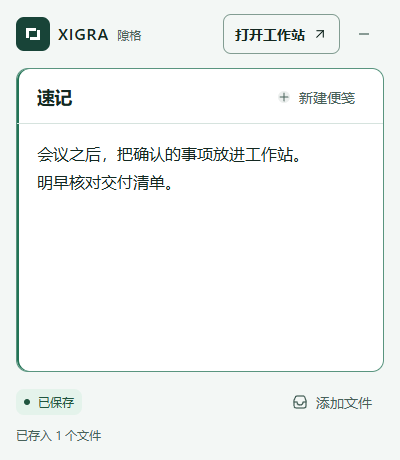 XIGRA 隙格
打开工作站
速记
新建便笺
会议之后，把确认的事项放进工作站。
明早核对交付清单。
已保存
添加文件
已存入 1 个文件